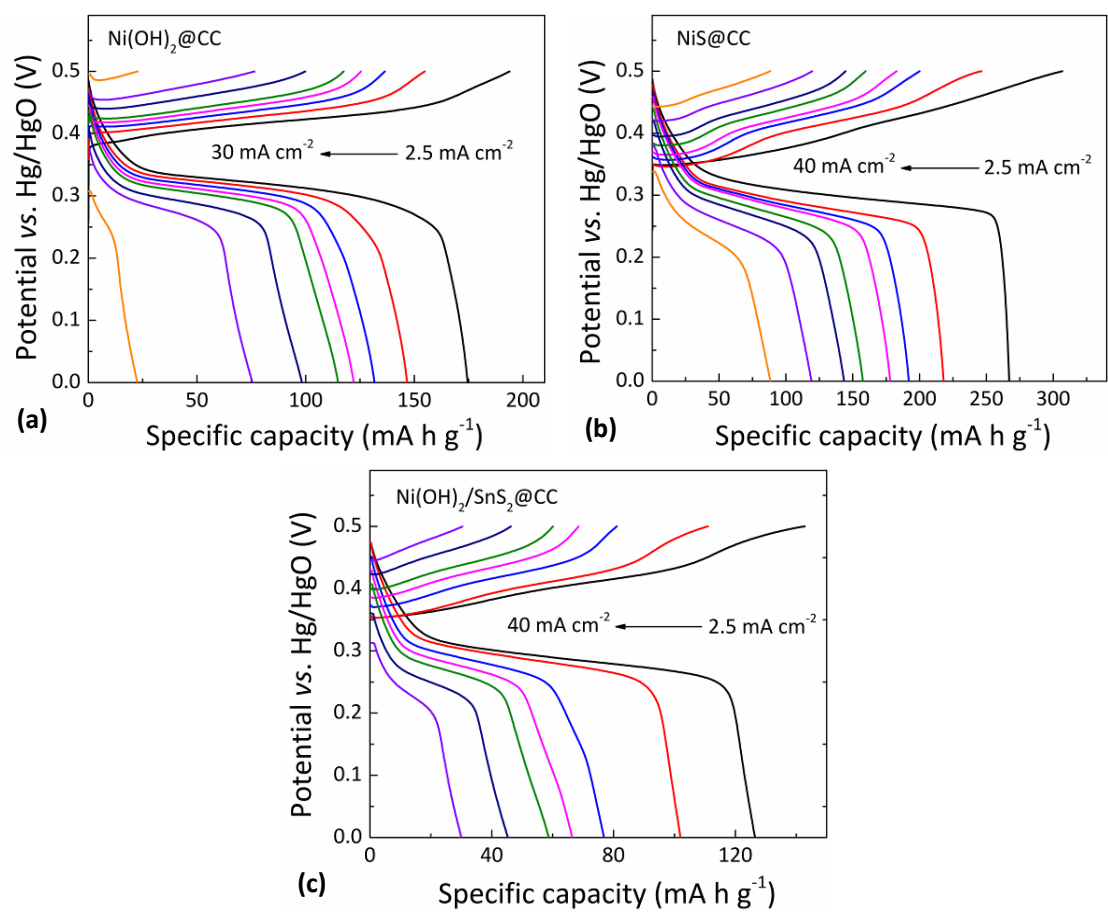 Ni(OH)₂@CC
0.5
0.4
0.3
0.2
0.1
0.0
Potential vs. Hg/HgO (V)
30 mA cm⁻² 2.5 mA cm⁻²
0 50 100 150 200
Specific capacity (mA h g⁻¹)
(a)
NiS@CC
0.5
0.4
0.3
0.2
0.1
0.0
Potential vs. Hg/HgO (V)
40 mA cm⁻² 2.5 mA cm⁻²
0 50 100 150 200 250 300
Specific capacity (mA h g⁻¹)
(b)
Ni(OH)₂/SnS₂@CC
0.5
0.4
0.3
0.2
0.1
0.0
Potential vs. Hg/HgO (V)
40 mA cm⁻² 2.5 mA cm⁻²
0 40 80 120
Specific capacity (mA h g⁻¹)
(c)